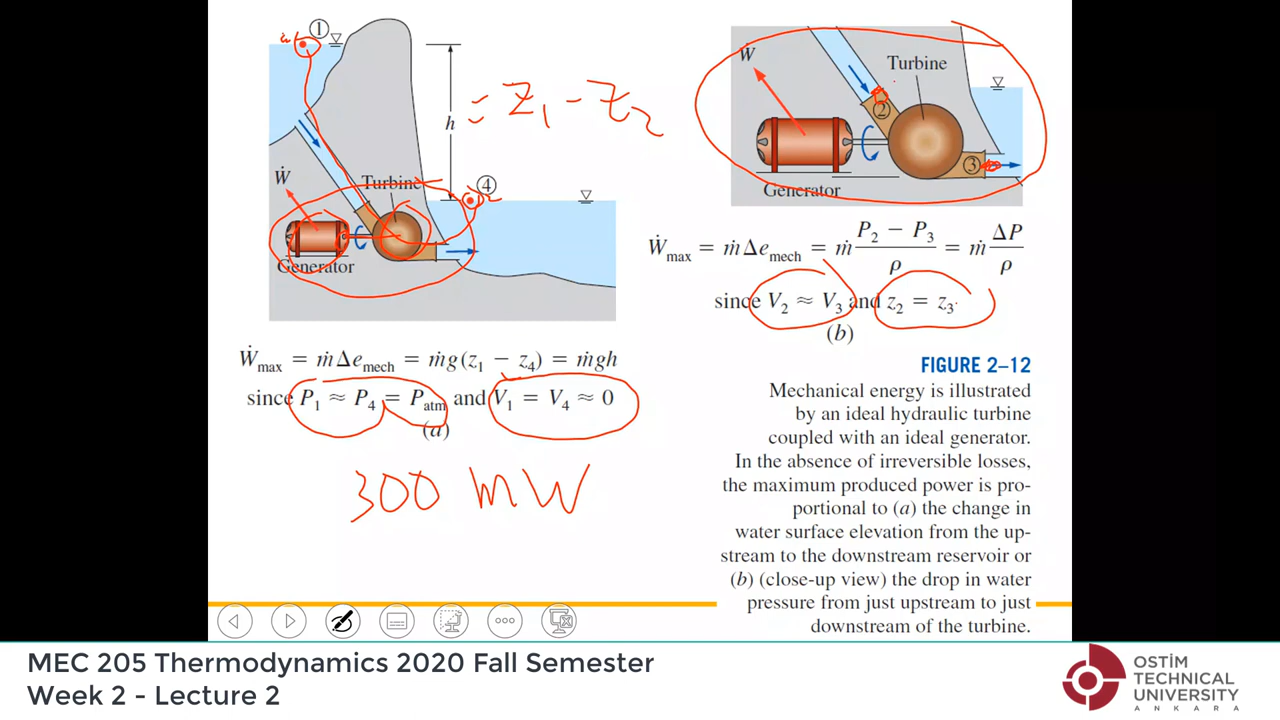 ①
h
= z₁ - z₂
④
Ẇ
Turbine
Generator
Ẇmax = ṁΔemech = ṁg(z₁ − z₄) = ṁgh
since P₁ ≈ P₄ = Patm and V₁ = V₄ ≈ 0
(a)
300 MW
Ẇ
Turbine
②
③
Generator
Ẇmax = ṁΔemech = ṁ (P₂ − P₃)/ρ = ṁ ΔP/ρ
since V₂ ≈ V₃ and z₂ = z₃.
(b)
FIGURE 2–12
Mechanical energy is illustrated
by an ideal hydraulic turbine
coupled with an ideal generator.
In the absence of irreversible losses,
the maximum produced power is pro-
portional to (a) the change in
water surface elevation from the up-
stream to the downstream reservoir or
(b) (close-up view) the drop in water
pressure from just upstream to just
downstream of the turbine.
MEC 205 Thermodynamics 2020 Fall Semester
Week 2 - Lecture 2
OSTİM
TECHNICAL
UNIVERSITY
ANKARA